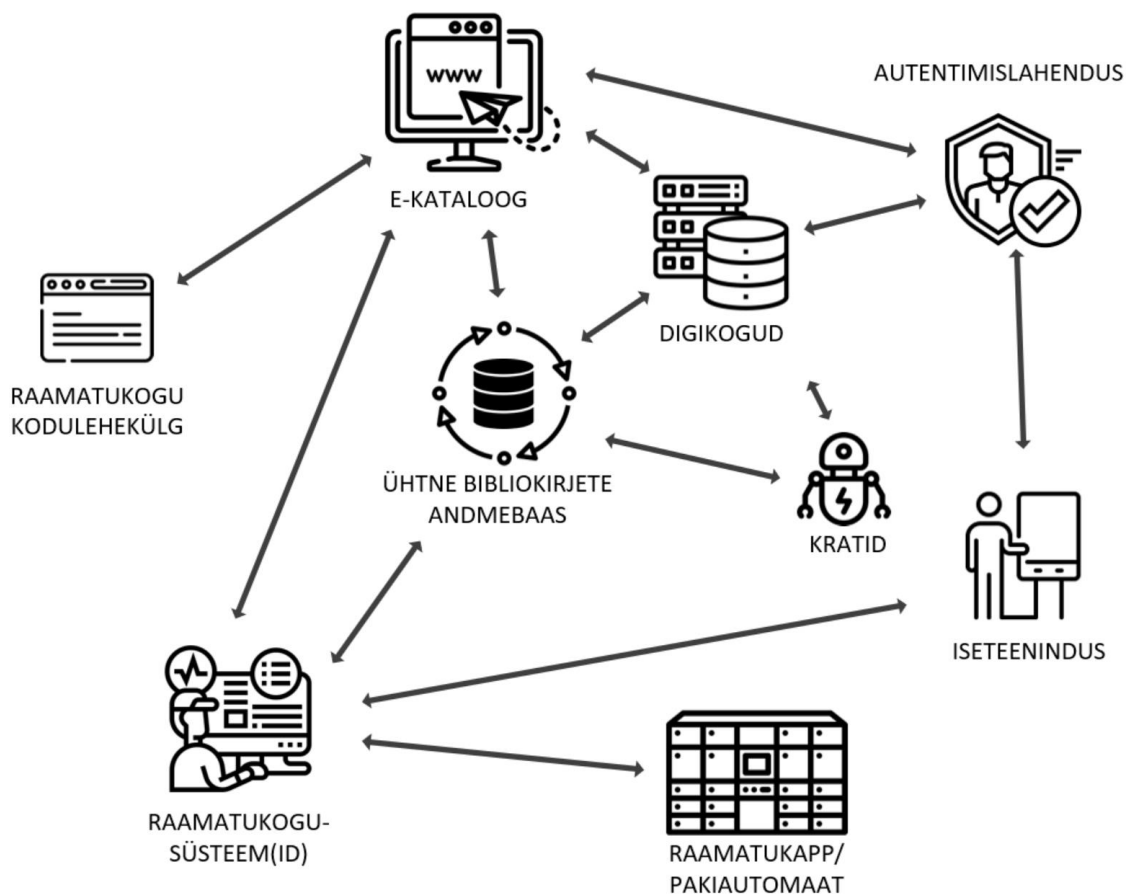 WWW
E-KATALOOG
AUTENTIMISLAHENDUS
DIGIKOGUD
RAAMATUKOGU
KODULEHEKÜLG
ÜHTNE BIBLIOKIRJETE
ANDMEBAAS
KRATID
ISETEENINDUS
RAAMATUKOGU-
SÜSTEEM(ID)
RAAMATUKAPP/
PAKIAUTOMAAT